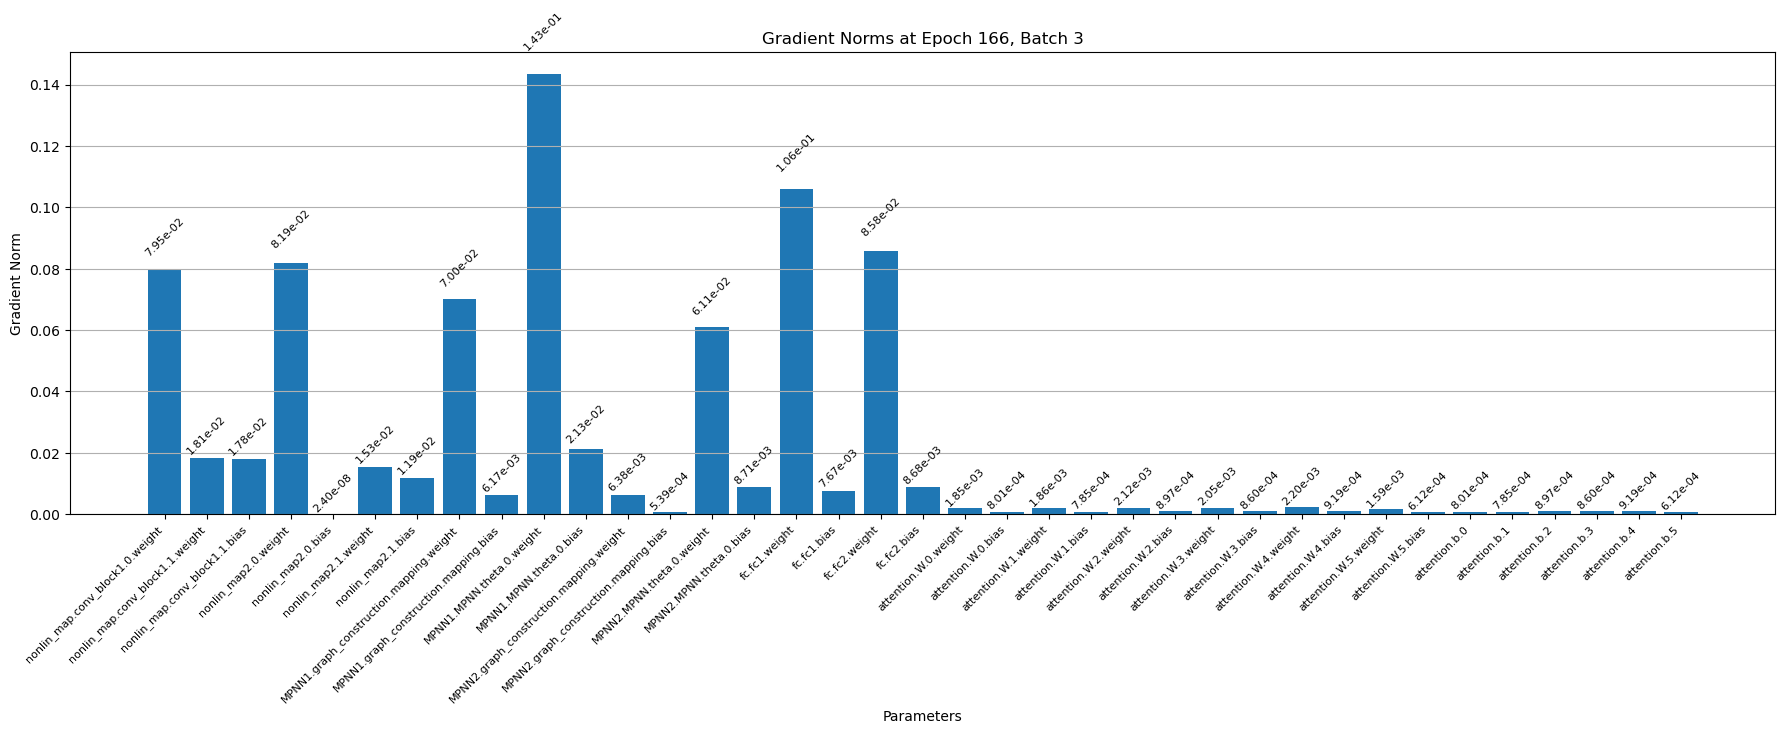 Gradient Norms at Epoch 166, Batch 3
Gradient Norm
0.14
0.12
0.10
0.08
0.06
0.04
0.02
0.00
7.95e-02
1.81e-02
1.78e-02
8.19e-02
2.40e-08
1.53e-02
1.19e-02
7.00e-02
6.17e-03
1.43e-01
2.13e-02
6.38e-03
5.39e-04
6.11e-02
8.71e-03
1.06e-01
7.67e-03
8.58e-02
8.68e-03
1.85e-03
8.01e-04
1.86e-03
7.85e-04
2.12e-03
8.97e-04
2.05e-03
8.60e-04
2.20e-03
9.19e-04
1.59e-03
6.12e-04
8.01e-04
7.85e-04
8.97e-04
8.60e-04
9.19e-04
6.12e-04
nonlin_map.conv_block1.0.weight
nonlin_map.conv_block1.1.weight
nonlin_map.conv_block1.1.bias
nonlin_map2.0.weight
nonlin_map2.0.bias
nonlin_map2.1.weight
nonlin_map2.1.bias
MPNN1.graph_construction.mapping.weight
MPNN1.graph_construction.mapping.bias
MPNN1.MPNN.theta.0.weight
MPNN1.MPNN.theta.0.bias
MPNN2.graph_construction.mapping.weight
MPNN2.graph_construction.mapping.bias
MPNN2.MPNN.theta.0.weight
MPNN2.MPNN.theta.0.bias
fc.fc1.weight
fc.fc1.bias
fc.fc2.weight
fc.fc2.bias
attention.W.0.weight
attention.W.0.bias
attention.W.1.weight
attention.W.1.bias
attention.W.2.weight
attention.W.2.bias
attention.W.3.weight
attention.W.3.bias
attention.W.4.weight
attention.W.4.bias
attention.W.5.weight
attention.W.5.bias
attention.b.0
attention.b.1
attention.b.2
attention.b.3
attention.b.4
attention.b.5
Parameters